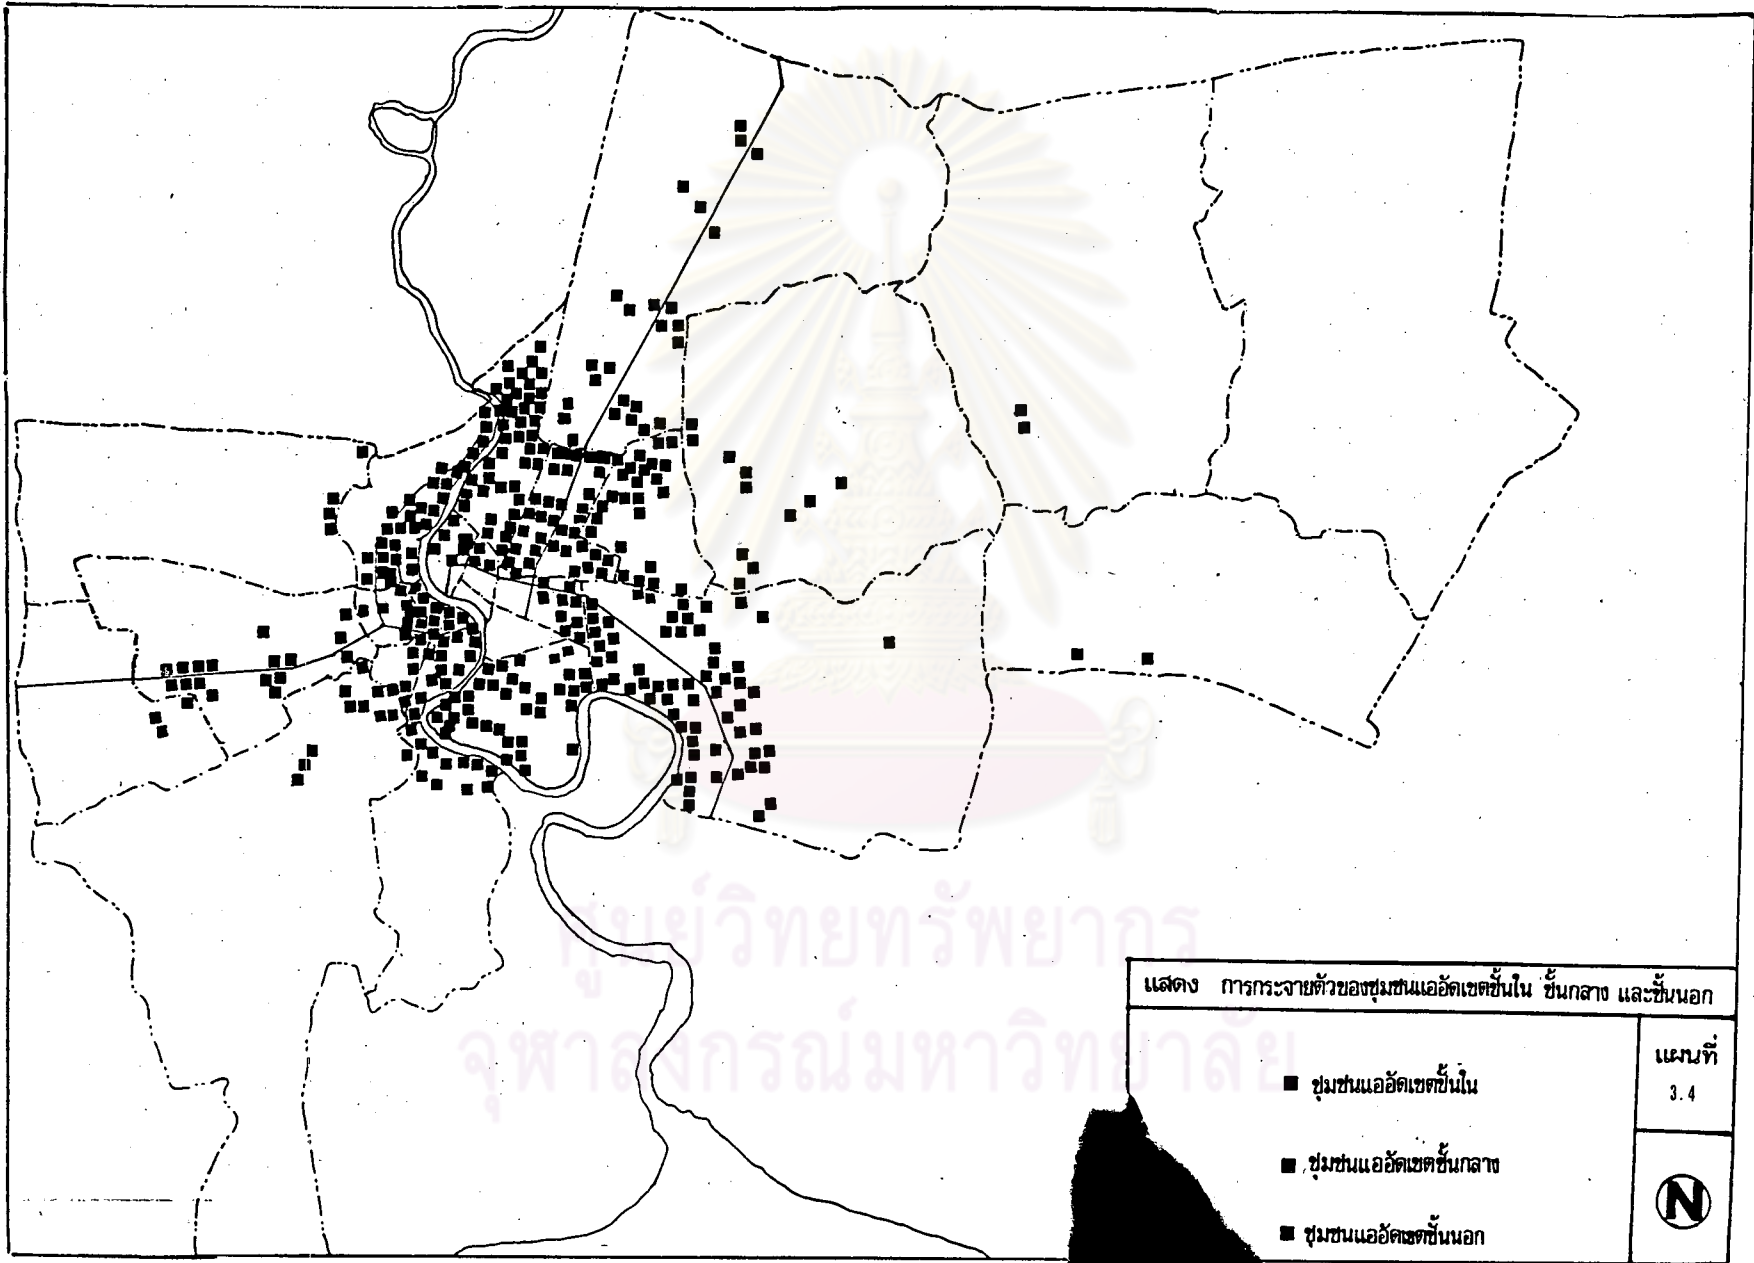 ศูนย์วิทยทรัพยากร
จุฬาลงกรณ์มหาวิทยาลัย
แสดง การกระจายตัวของชุมชนแออัดเขตชั้นใน ชั้นกลาง และชั้นนอก
แผนที่
3.4
ชุมชนแออัดเขตชั้นใน
ชุมชนแออัดเขตชั้นกลาง
ชุมชนแออัดเขตชั้นนอก
N